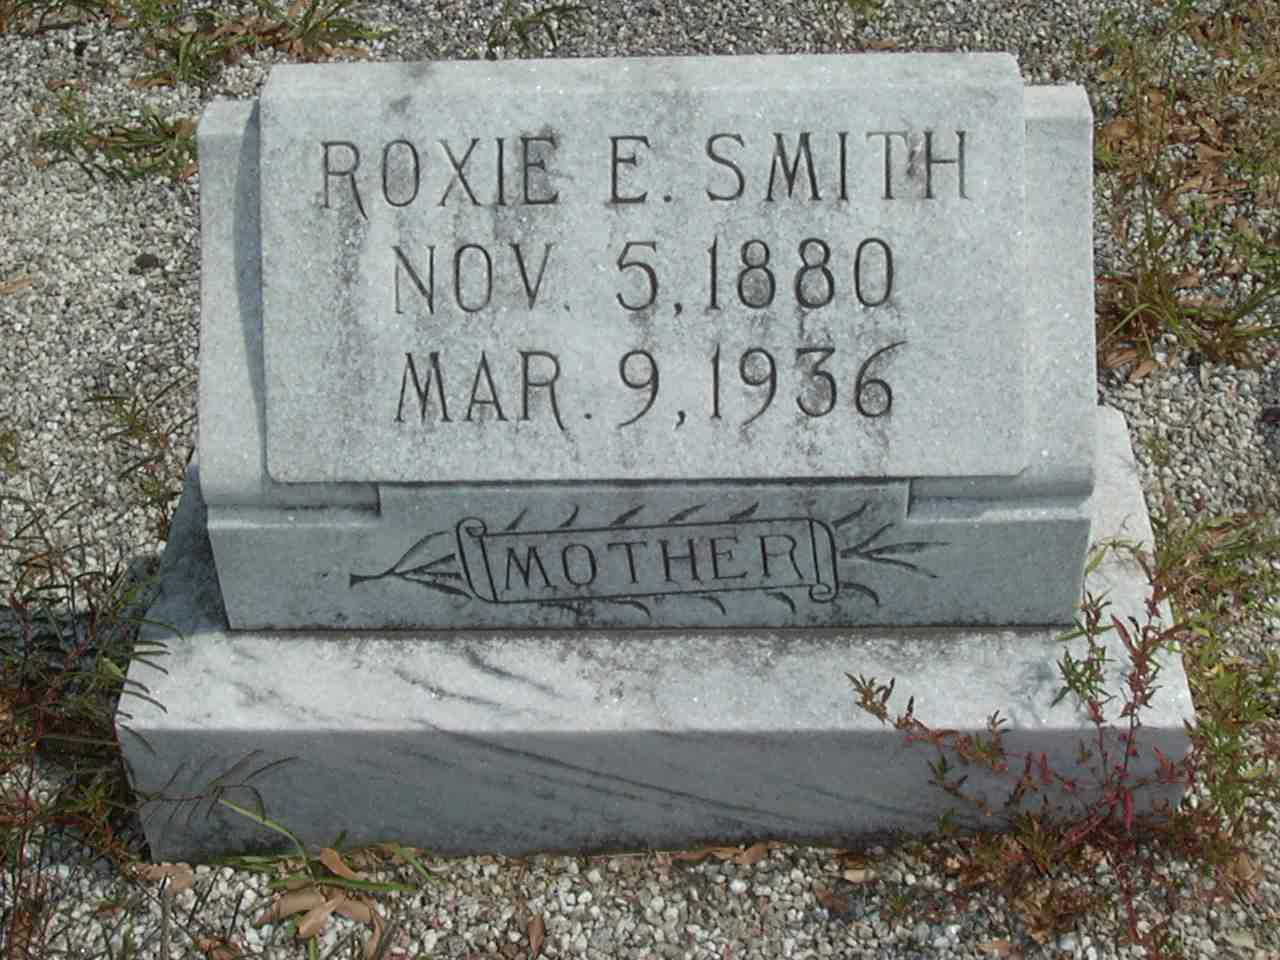 ROXIE E. SMITH
NOV. 5, 1880
MAR. 9, 1936
MOTHER